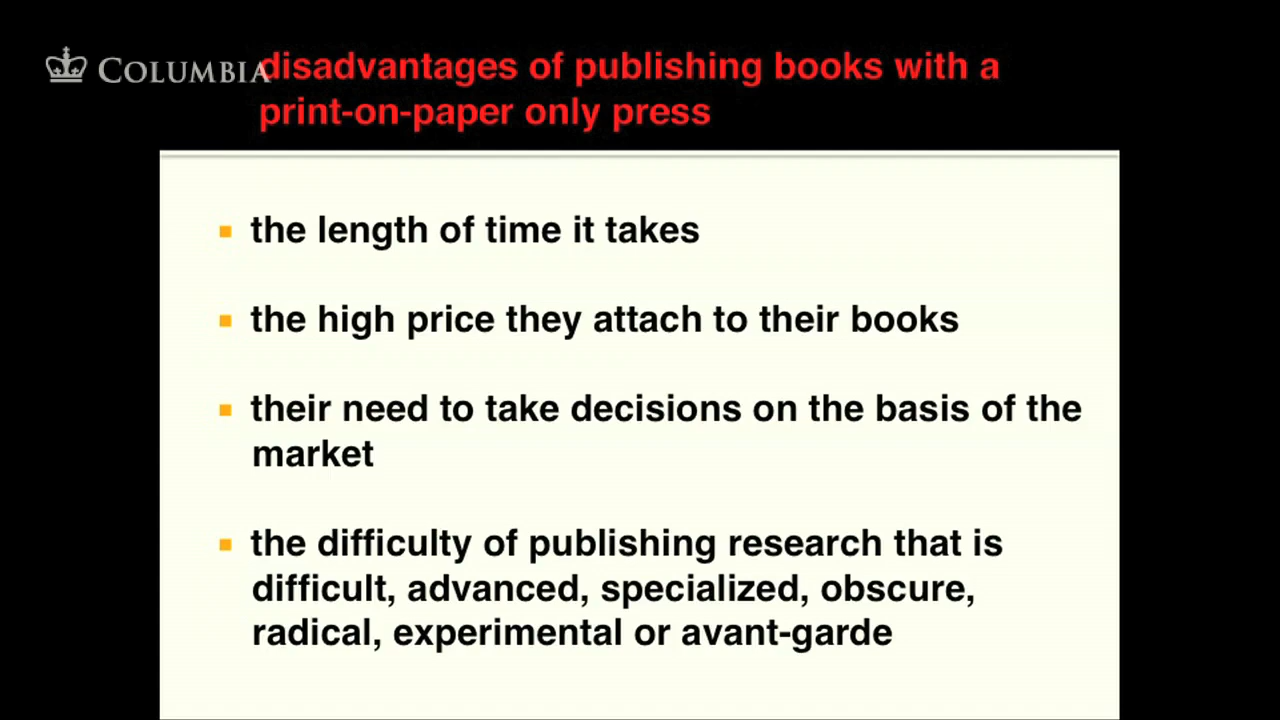 COLUMBIA
disadvantages of publishing books with a
print-on-paper only press
the length of time it takes
the high price they attach to their books
their need to take decisions on the basis of the
market
the difficulty of publishing research that is
difficult, advanced, specialized, obscure,
radical, experimental or avant-garde